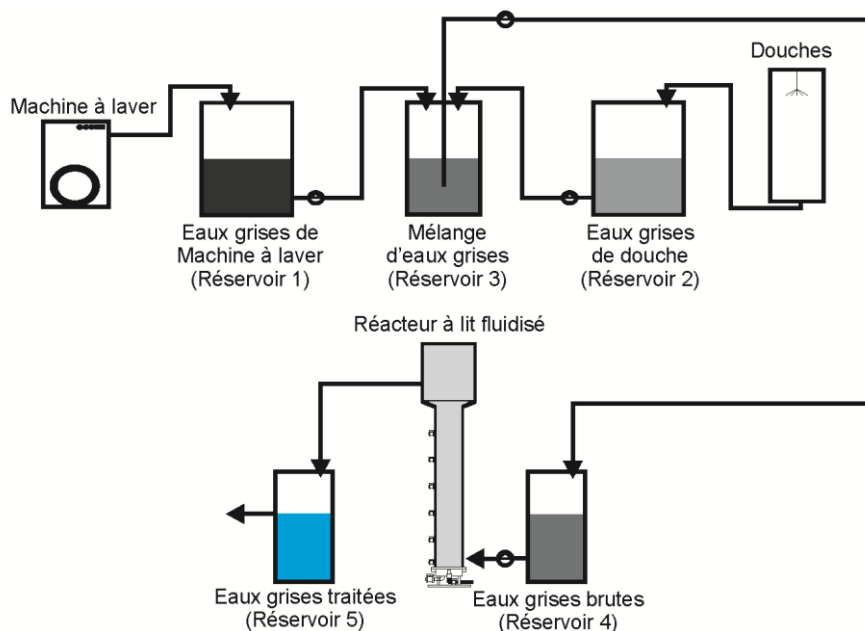 Douches
Machine à laver
Eaux grises de
Machine à laver
(Réservoir 1)
Mélange
d'eaux grises
(Réservoir 3)
Eaux grises
de douche
(Réservoir 2)
Réacteur à lit fluidisé
Eaux grises traitées
(Réservoir 5)
Eaux grises brutes
(Réservoir 4)